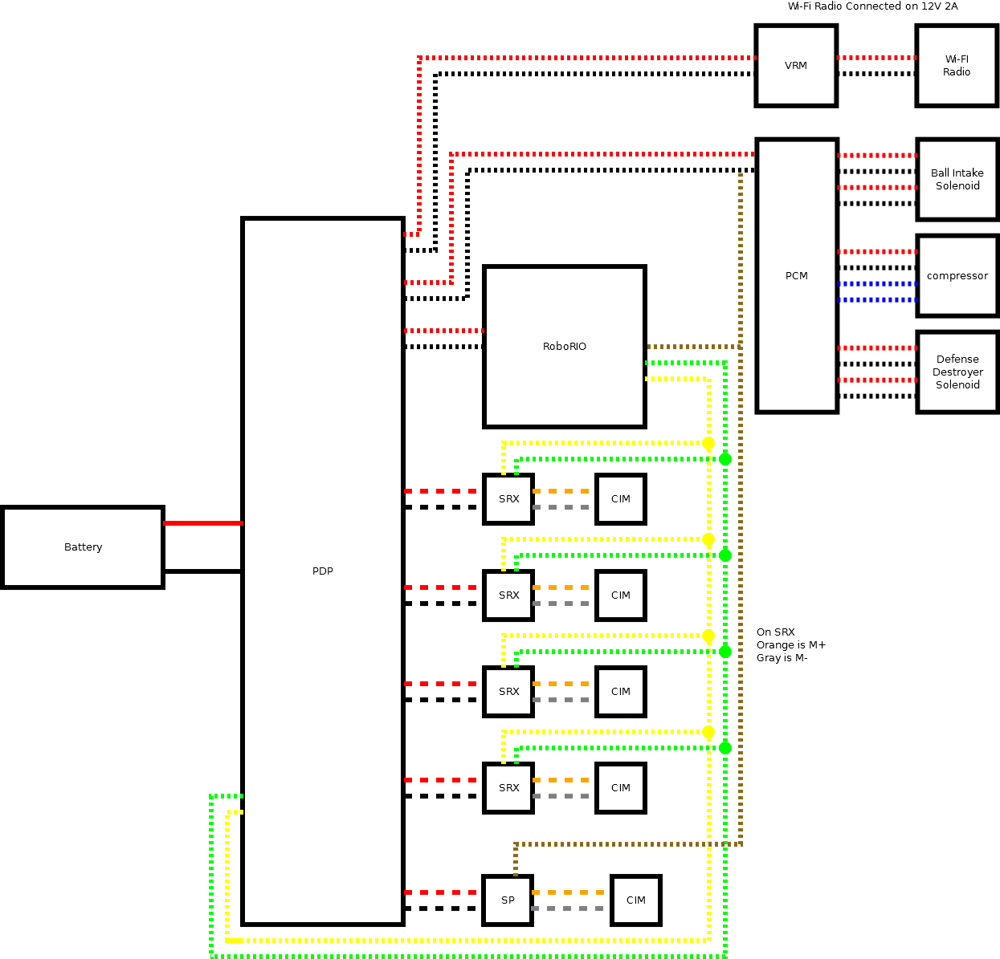 Wi-Fi Radio Connected on 12V 2A
VRM
Wi-FI
Radio
Ball Intake
Solenoid
PCM
compressor
RoboRIO
Defense
Destroyer
Solenoid
SRX
CIM
Battery
PDP
SRX
CIM
On SRX
Orange is M+
Gray is M-
SRX
CIM
SRX
CIM
SP
CIM